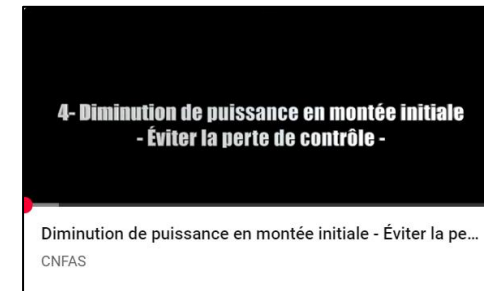 4- Diminution de puissance en montée initiale
- Éviter la perte de contrôle -
Diminution de puissance en montée initiale - Éviter la pe...
CNFAS